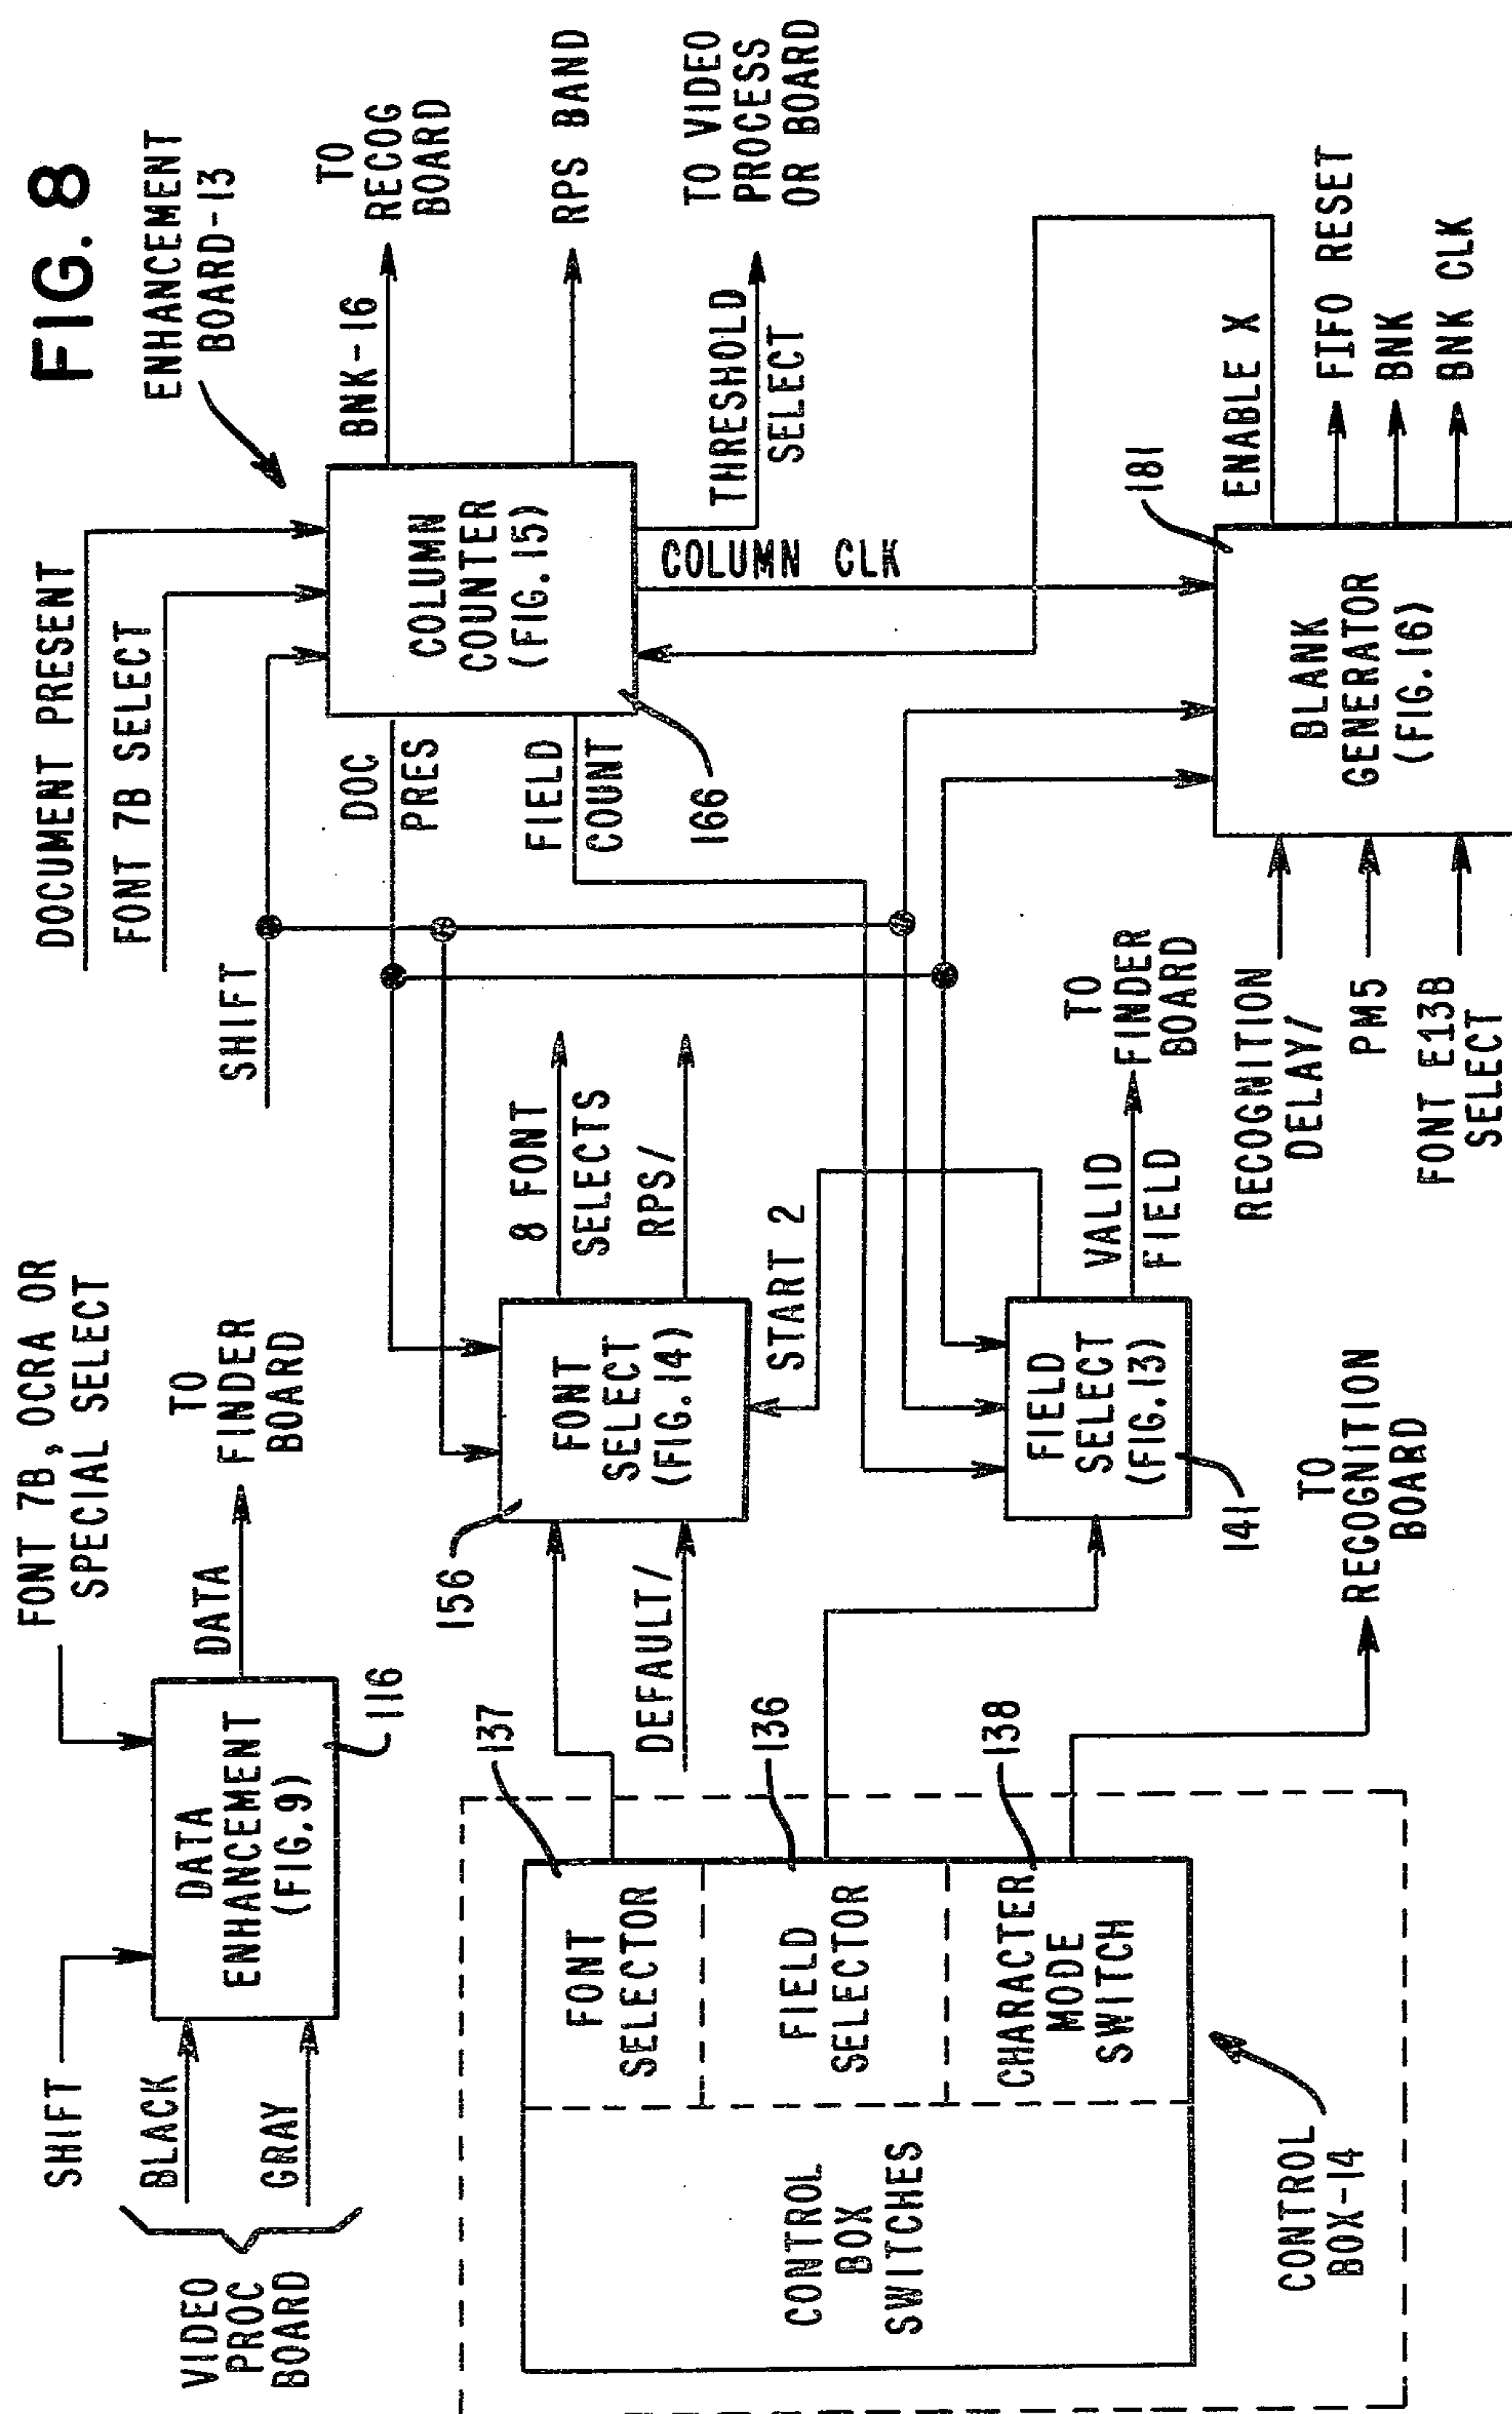 FIG. 8
ENHANCEMENT
BOARD-13
FONT 7B, OCRA OR
SPECIAL SELECT
SHIFT
BLACK
GRAY
VIDEO
PROC
BOARD
DATA
ENHANCEMENT
(FIG.9)
116
DATA
TO
FINDER
BOARD
DOCUMENT PRESENT
FONT 7B SELECT
SHIFT
COLUMN
COUNTER
(FIG.15)
166
BNK-16
TO
RECOG
BOARD
RPS BAND
THRESHOLD
SELECT
TO VIDEO
PROCESS
OR BOARD
DOC
PRES
FIELD
COUNT
COLUMN CLK
ENABLE X
156
FONT
SELECT
(FIG.14)
8 FONT
SELECTS
RPS/
DEFAULT/
START 2
FIELD
SELECT
(FIG.13)
141
VALID
FIELD
TO
FINDER
BOARD
181
BLANK
GENERATOR
(FIG.16)
RECOGNITION
DELAY/
PM5
FONT E13B
SELECT
FIFO RESET
BNK
BNK CLK
137
136
138
FONT
SELECTOR
FIELD
SELECTOR
CHARACTER
MODE
SWITCH
CONTROL
BOX
SWITCHES
CONTROL
BOX-14
TO
RECOGNITION
BOARD